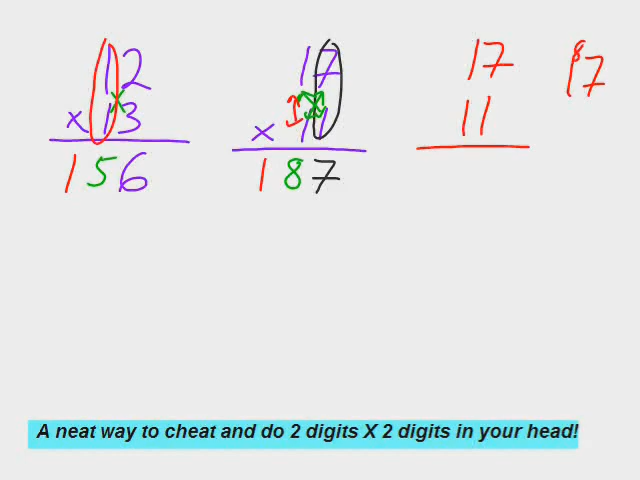 12
x 13
156
17
x 11
187
17
11
187
A neat way to cheat and do 2 digits X 2 digits in your head!